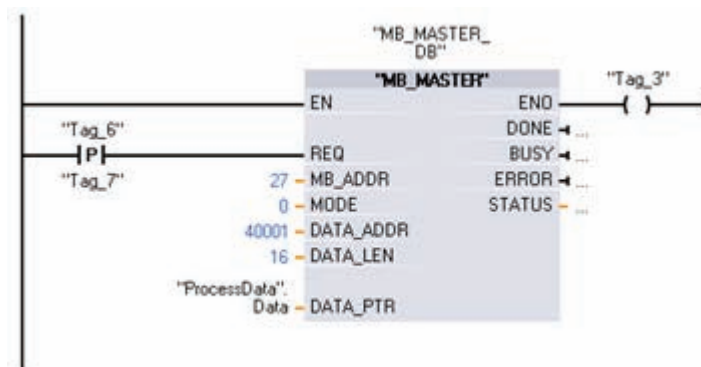 "MB_MASTER_
DB"
"MB_MASTER"
"Tag_3"
EN
ENO
( )
DONE
...
"Tag_6"
P
"Tag_7"
REQ
BUSY
...
27
MB_ADDR
ERROR
...
0
MODE
STATUS
...
40001
DATA_ADDR
16
DATA_LEN
"ProcessData".
Data
DATA_PTR